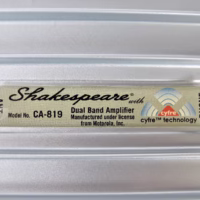 Shakespeare® with
Model No. CA-819
Dual Band Amplifier
Manufactured under license
from Motorola, Inc.
cyfre™ technology